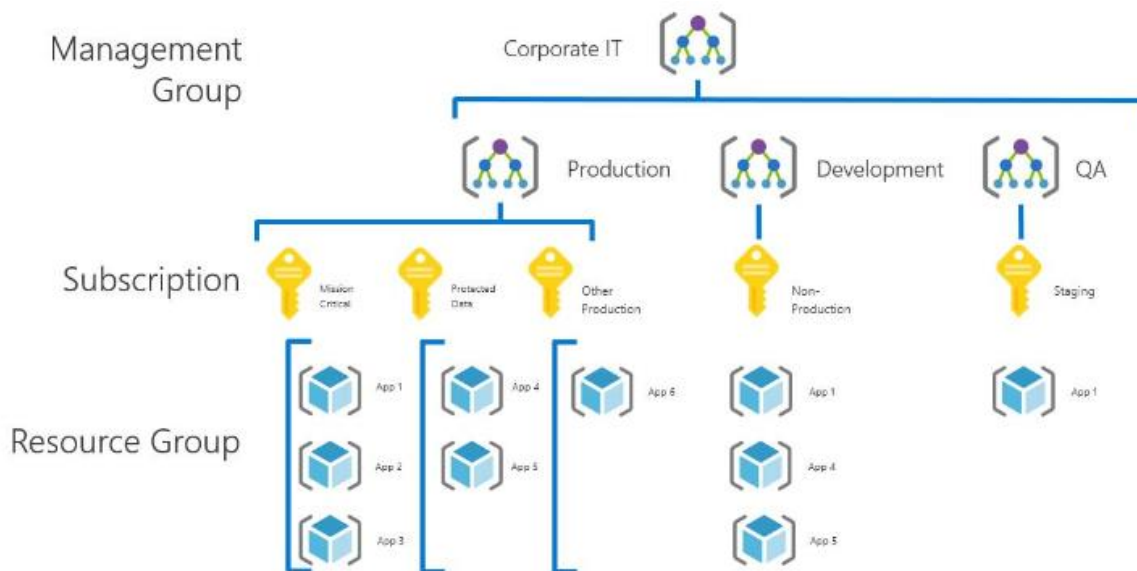 Management
Group
Corporate IT
Production
Development
QA
Subscription
Mission
Critical
Protected
Data
Other
Production
Non-
Production
Staging
Resource Group
App 1
App 4
App 6
App 1
App 1
App 2
App 5
App 4
App 3
App 5